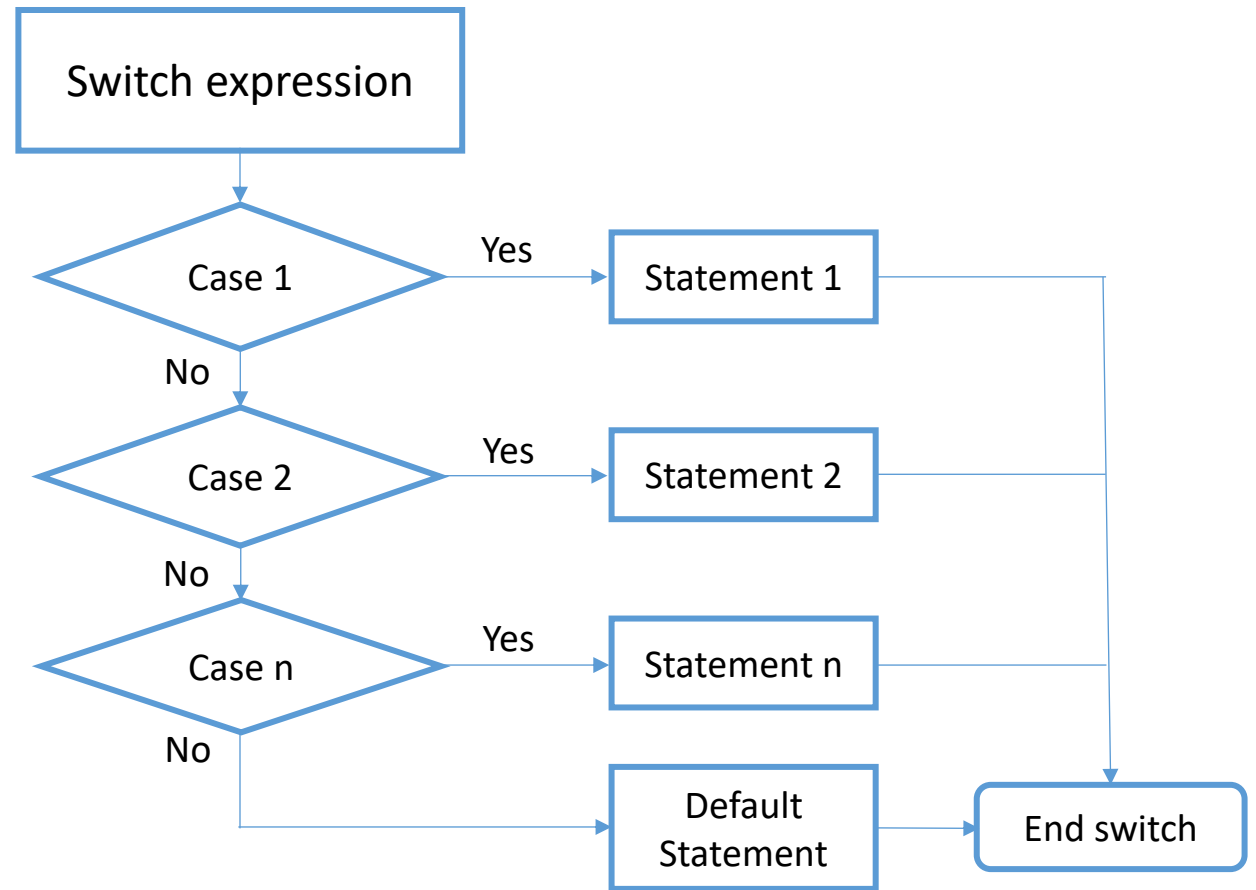 Switch expression
Case 1
Yes
Statement 1
No
Case 2
Yes
Statement 2
No
Case n
Yes
Statement n
No
Default
Statement
End switch